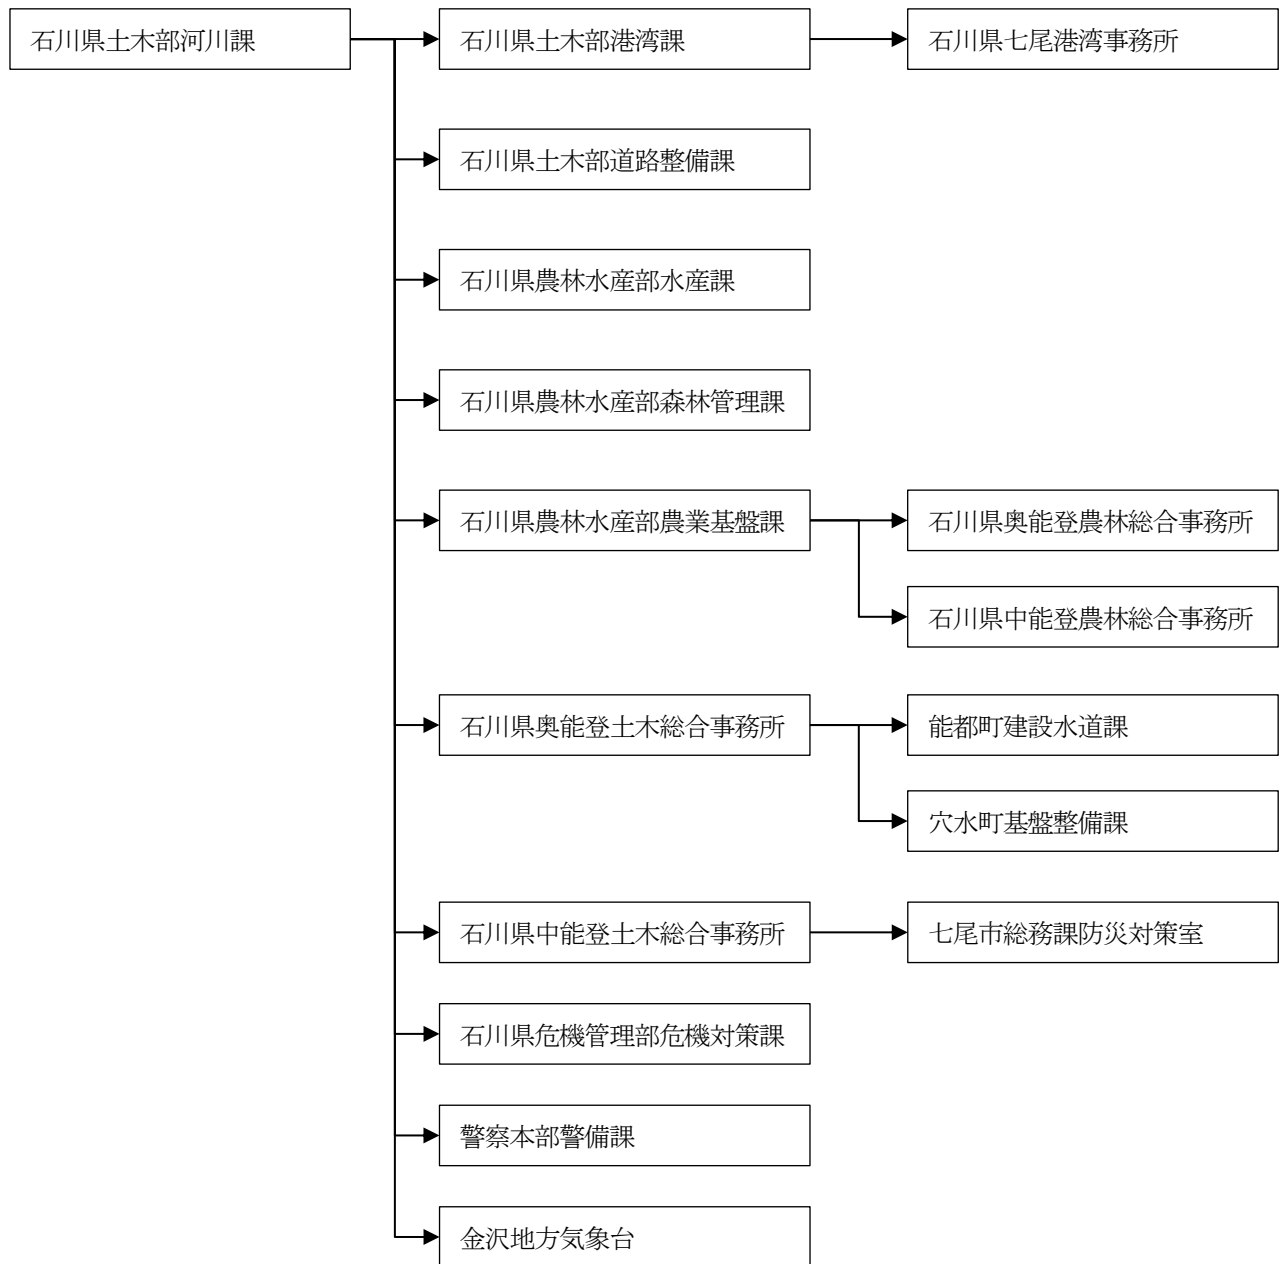 石川県土木部河川課
石川県土木部港湾課
石川県七尾港湾事務所
石川県土木部道路整備課
石川県農林水産部水産課
石川県農林水産部森林管理課
石川県農林水産部農業基盤課
石川県奥能登農林総合事務所
石川県中能登農林総合事務所
石川県奥能登土木総合事務所
能都町建設水道課
穴水町基盤整備課
石川県中能登土木総合事務所
七尾市総務課防災対策室
石川県危機管理部危機対策課
警察本部警備課
金沢地方気象台